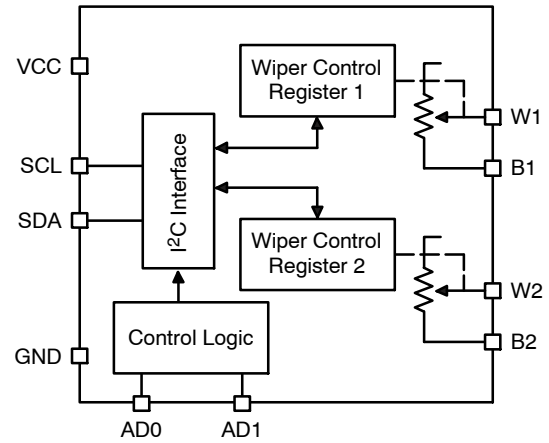 VCC
SCL
SDA
GND
I²C Interface
Wiper Control
Register 1
Wiper Control
Register 2
Control Logic
W1
B1
W2
B2
AD0
AD1